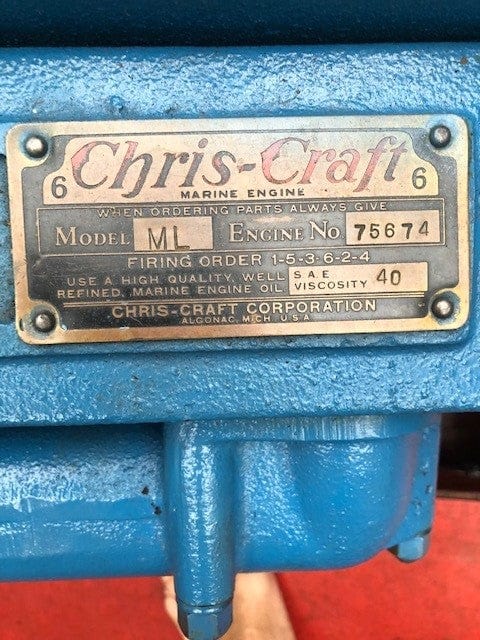 Chris-Craft
6 MARINE ENGINE 6
WHEN ORDERING PARTS ALWAYS GIVE
MODEL ML ENGINE NO 75674
FIRING ORDER 1-5-3-6-2-4
USE A HIGH QUALITY, WELL S.A.E
REFINED, MARINE ENGINE OIL VISCOSITY 40
CHRIS-CRAFT CORPORATION
ALGONAC, MICH. U.S.A